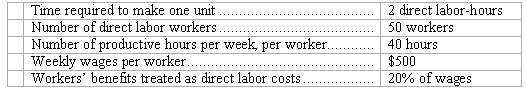 Time required to make one unit.......................................... 2 direct labor-hours
Number of direct labor workers.......................................... 50 workers
Number of productive hours per week, per worker............. 40 hours
Weekly wages per worker.................................................. $500
Workers’ benefits treated as direct labor costs.................... 20% of wages